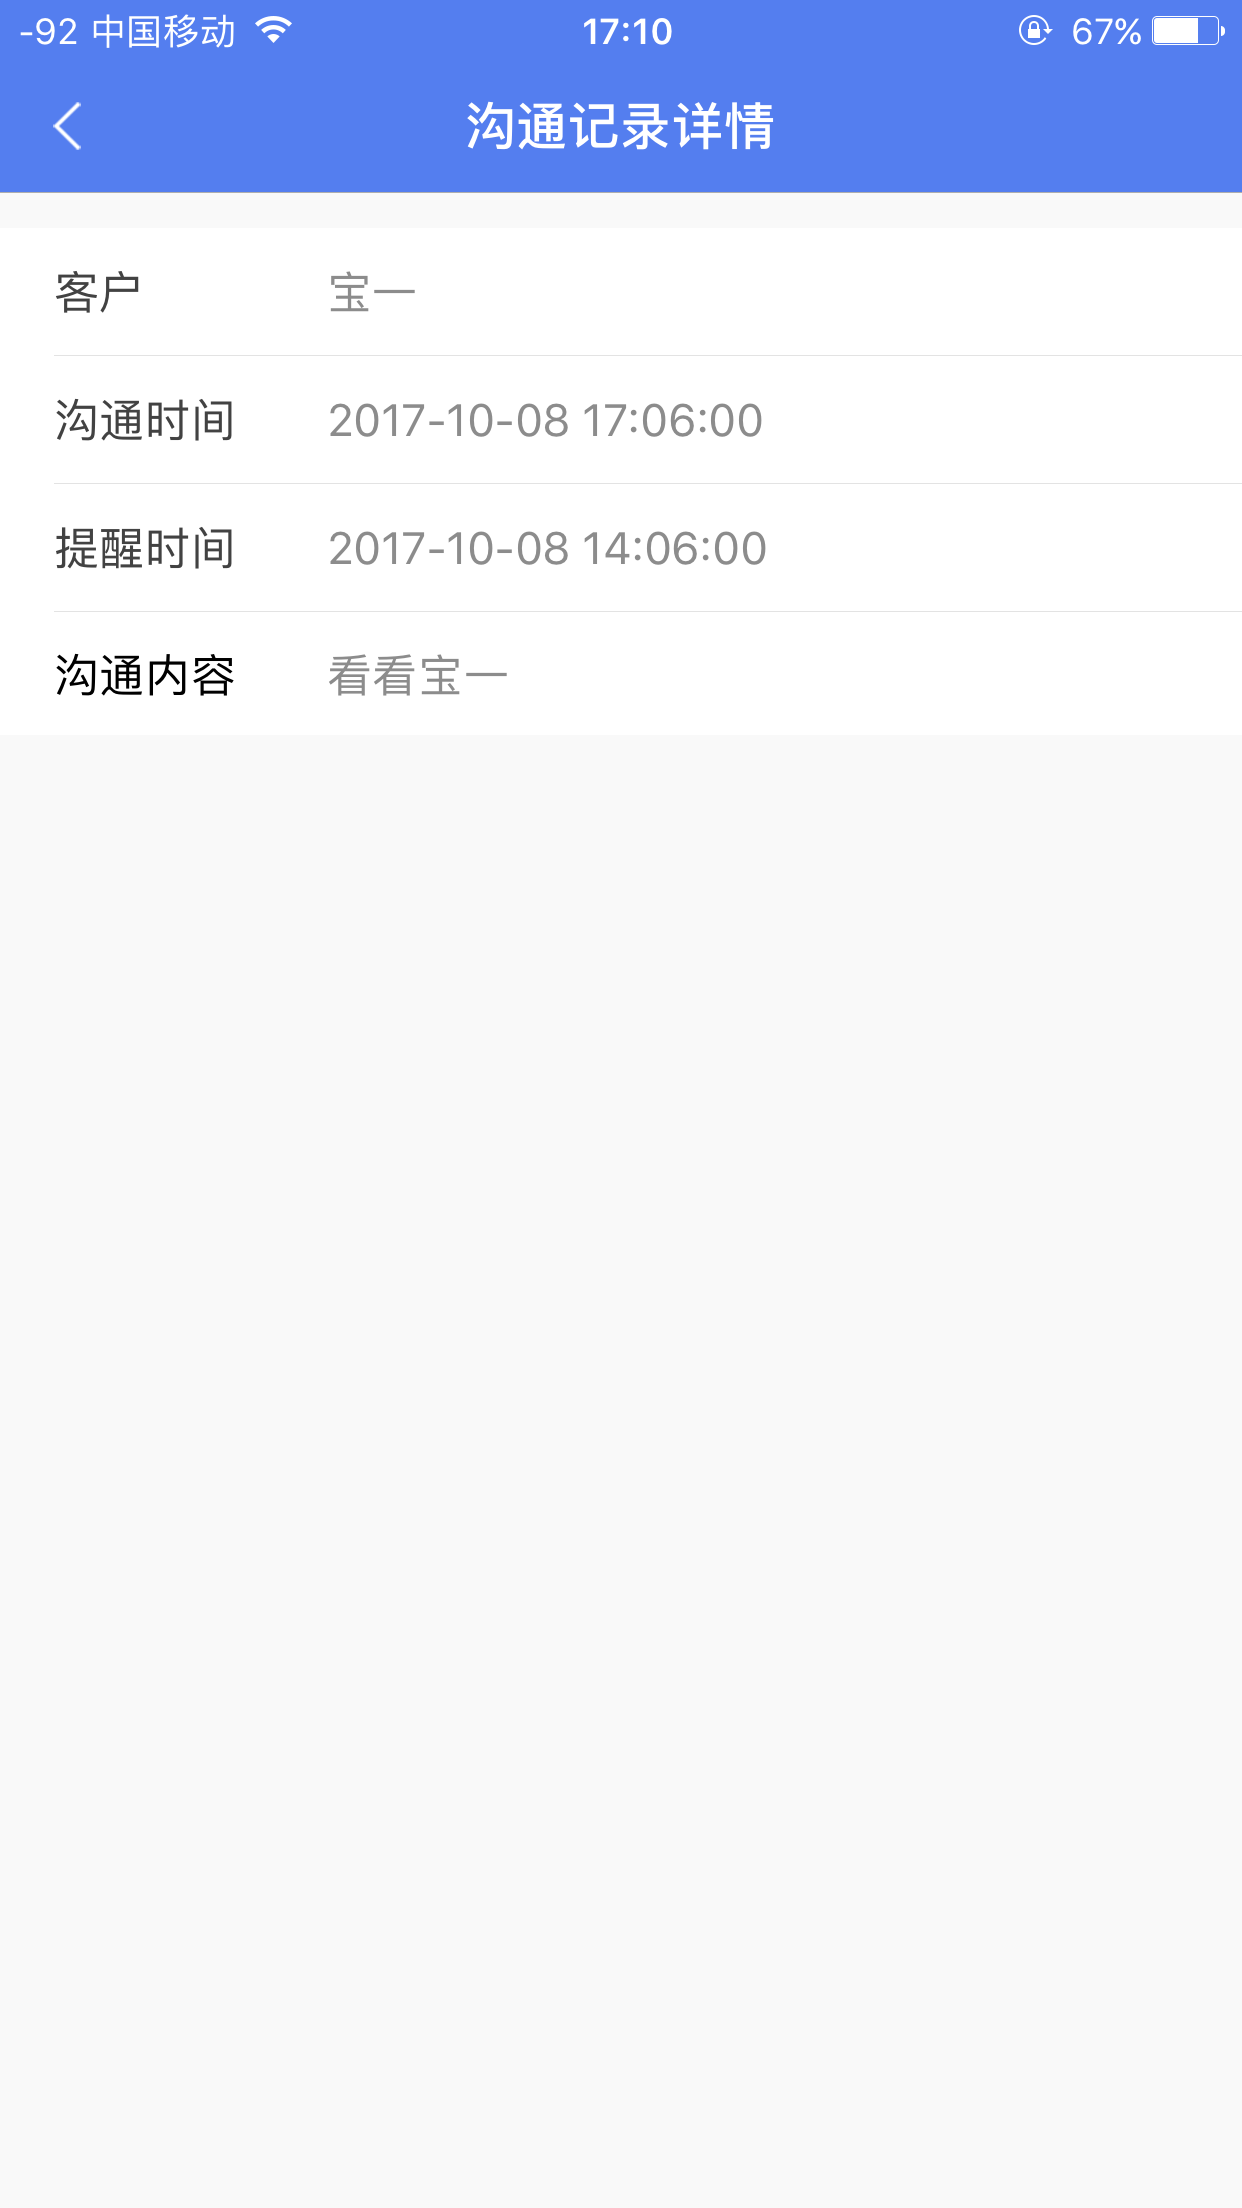 -92 中国移动 17:10 67%
沟通记录详情
客户 宝一
沟通时间 2017-10-08 17:06:00
提醒时间 2017-10-08 14:06:00
沟通内容 看看宝一